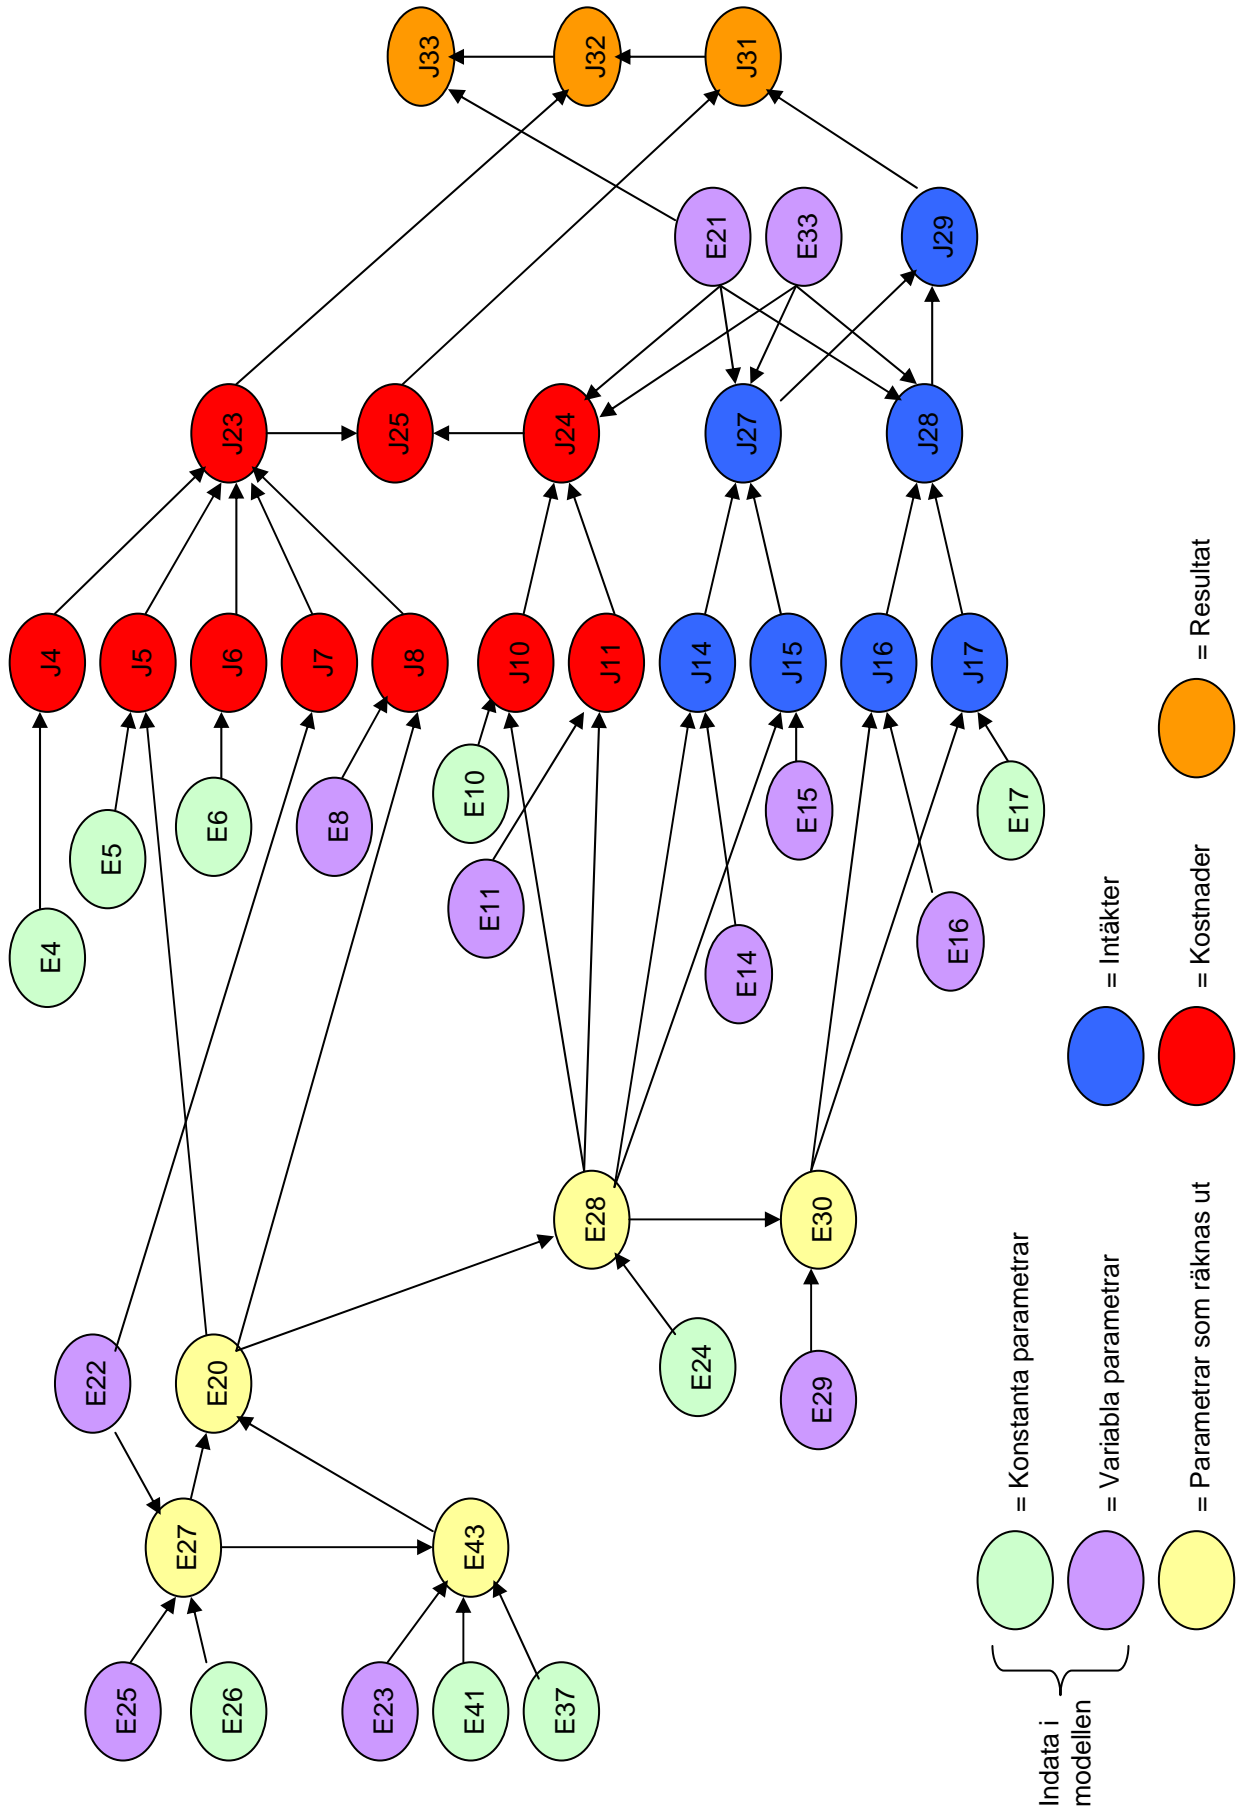 E25
E26
E23
E41
E37
E27
E43
E22
E20
E24
E29
E28
E30
E4
E5
E6
E8
E11
E10
E14
E15
E16
E17
J4
J5
J6
J7
J8
J10
J11
J14
J15
J16
J17
J23
J25
J24
J27
J28
E21
E33
J29
J33
J32
J31
Indata i
modellen
= Konstanta parametrar
= Variabla parametrar
= Parametrar som räknas ut
= Intäkter
= Kostnader
= Resultat